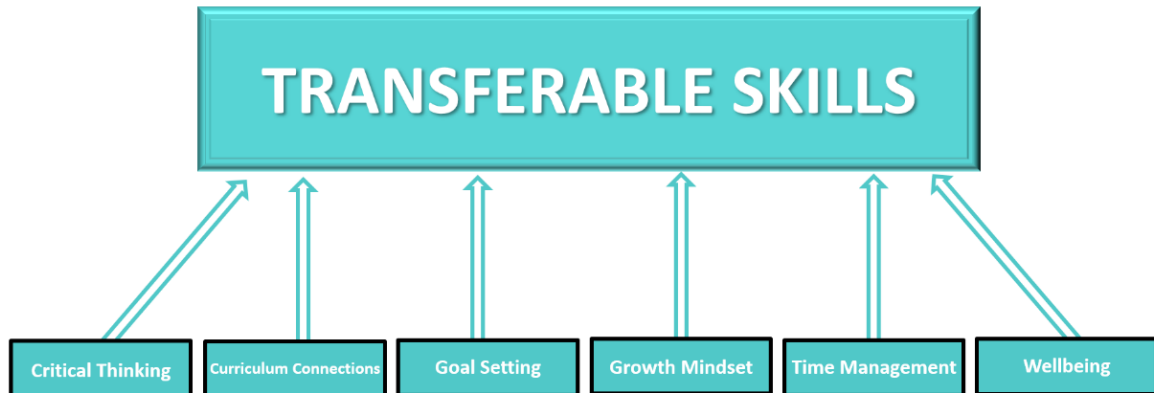 TRANSFERABLE SKILLS
Critical Thinking
Curriculum Connections
Goal Setting
Growth Mindset
Time Management
Wellbeing